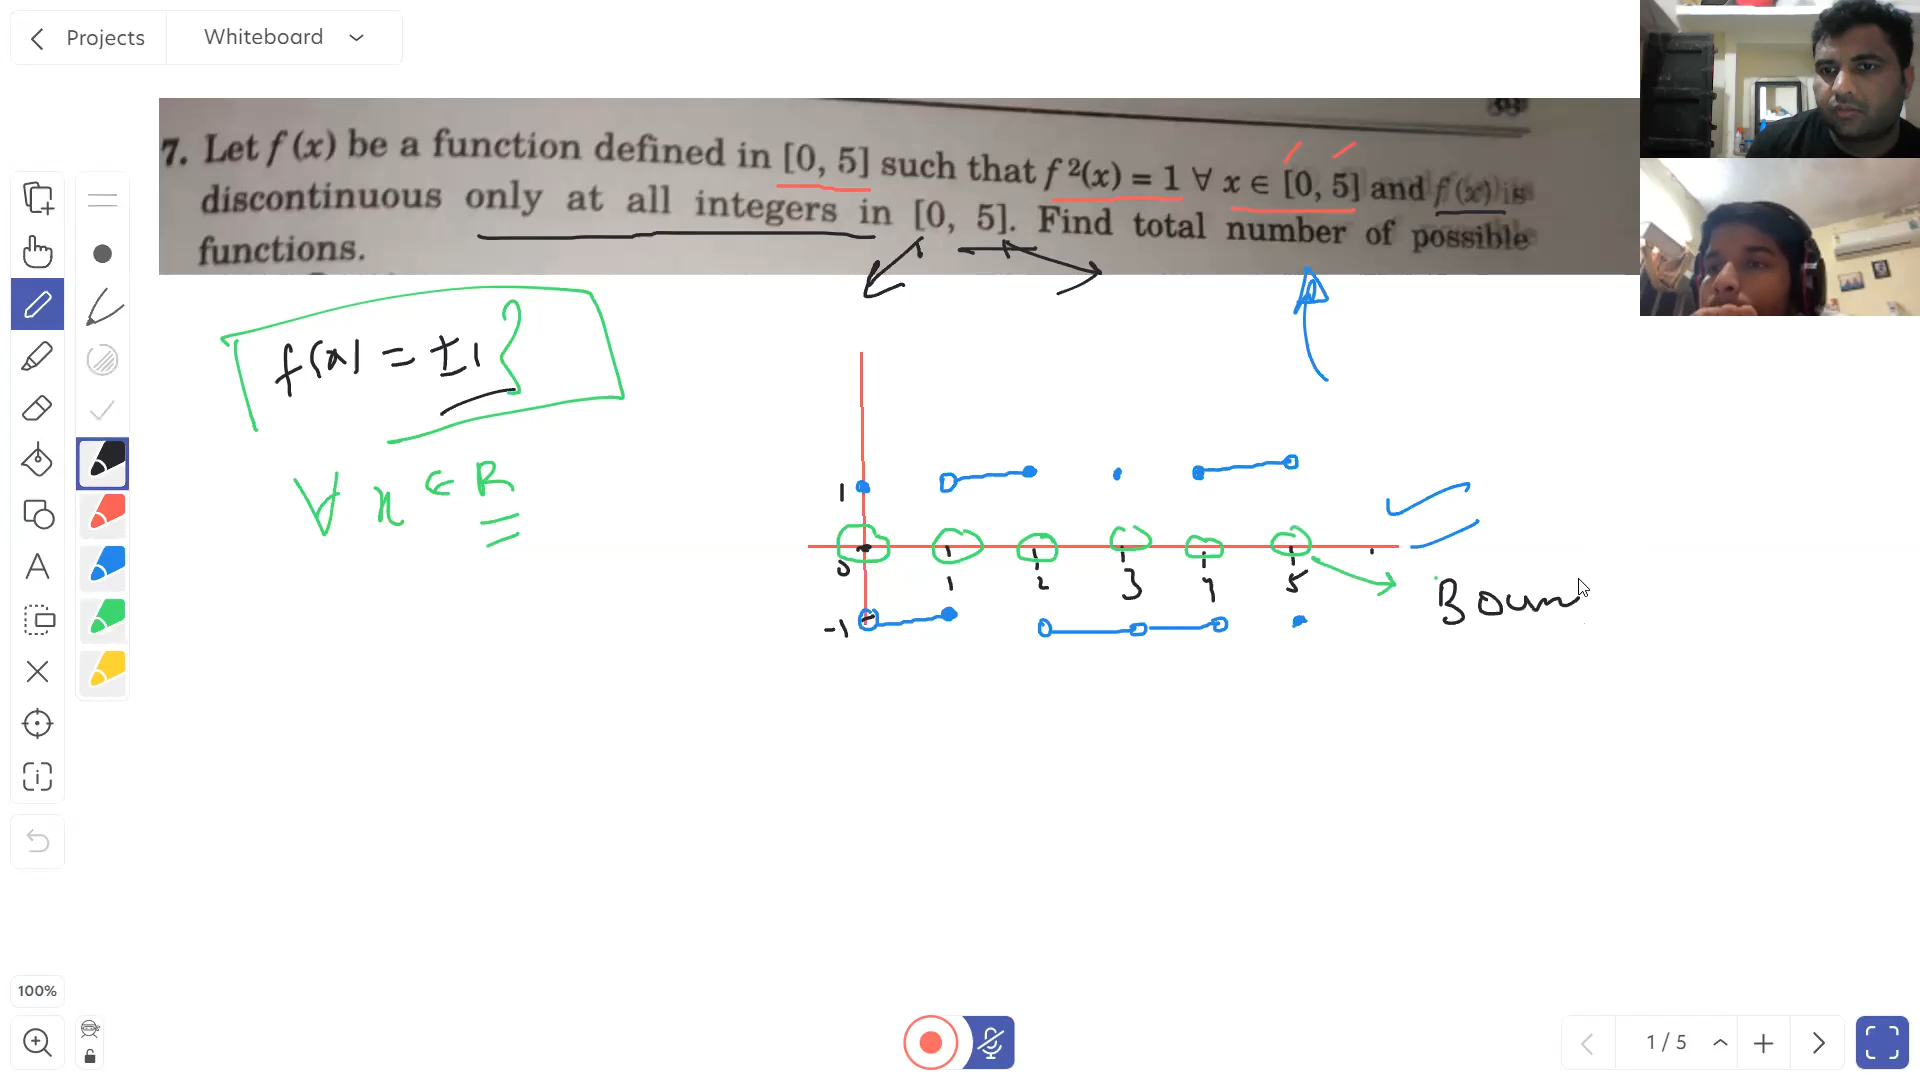 Projects
Whiteboard
7. Let f (x) be a function defined in [0, 5] such that f ²(x) = 1 ∀ x ∈ [0, 5] and f (x) is
discontinuous only at all integers in [0, 5]. Find total number of possible
functions.
f(x) = ±1
∀ x ∈ R
1
0 1 2 3 4 5
-1
Boun
A
100%
1 / 5